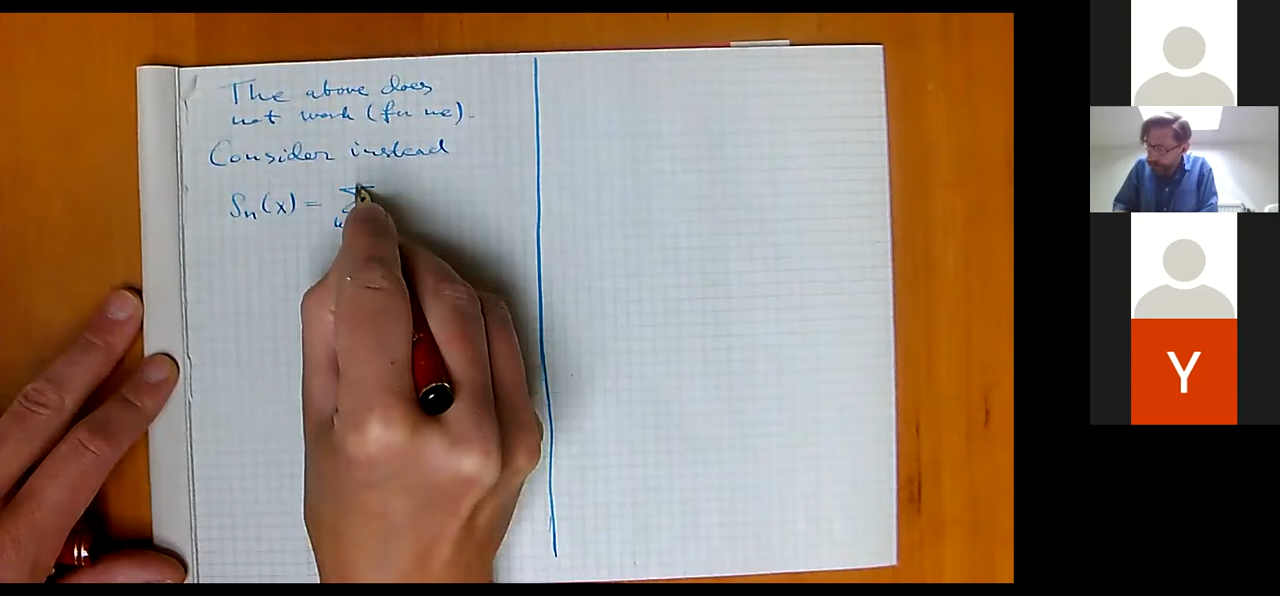 The above does
not work (for me).
Consider instead
Sₙ(x) = Σ
Y